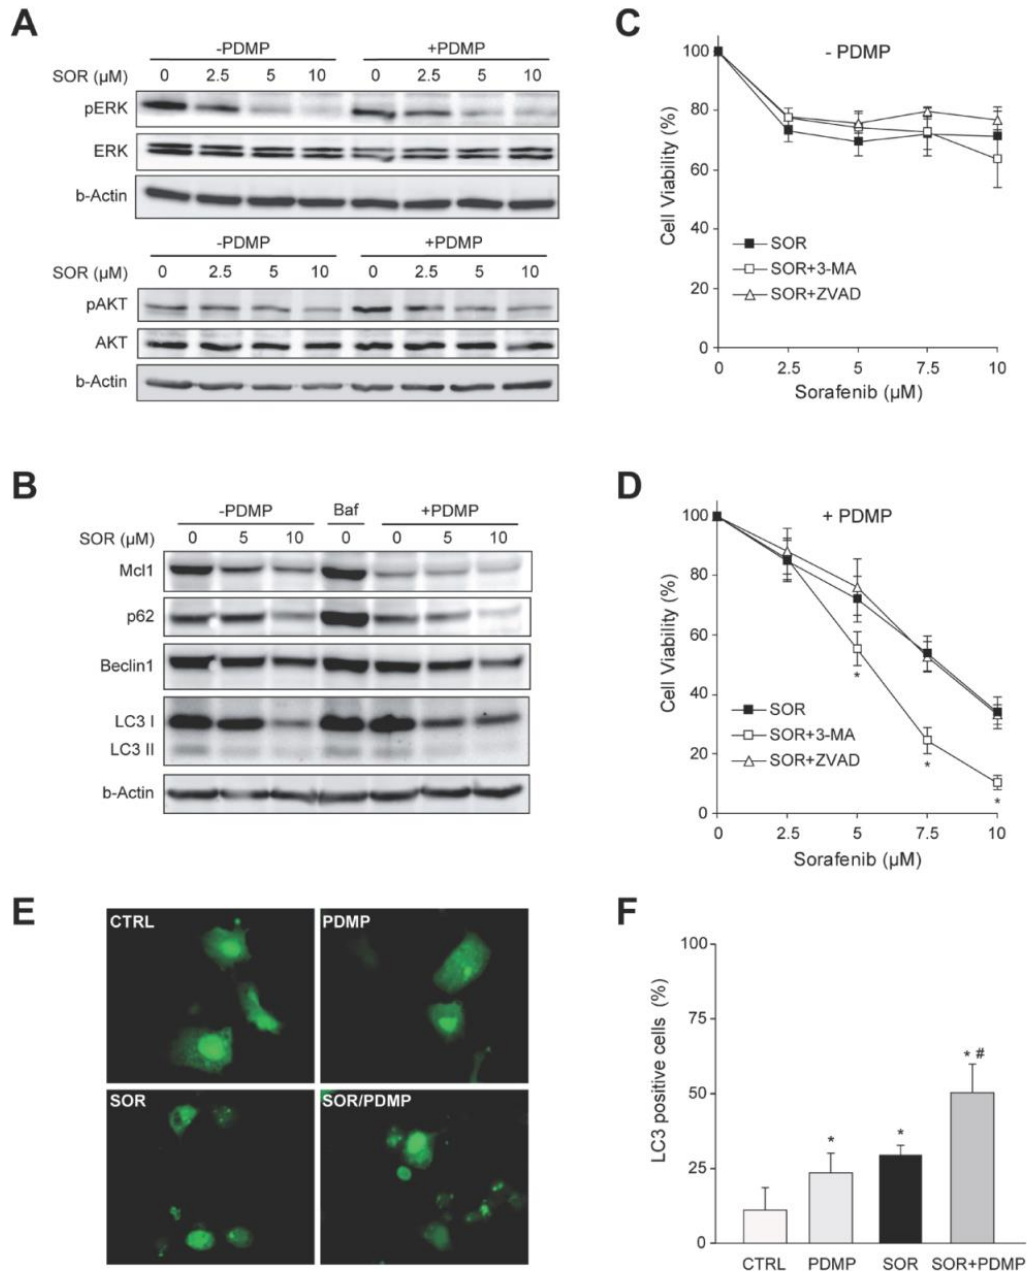 A
-PDMP +PDMP
SOR (µM) 0 2.5 5 10 0 2.5 5 10
pERK
ERK
b-Actin
-PDMP +PDMP
SOR (µM) 0 2.5 5 10 0 2.5 5 10
pAKT
AKT
b-Actin
C
- PDMP
Cell Viability (%)
100
80
60
40
20
0
SOR
SOR+3-MA
SOR+ZVAD
0 2.5 5 7.5 10
Sorafenib (µM)
B
-PDMP Baf +PDMP
SOR (µM) 0 5 10 0 0 5 10
Mcl1
p62
Beclin1
LC3 I
LC3 II
b-Actin
D
+ PDMP
Cell Viability (%)
100
80
60
40
20
0
SOR
SOR+3-MA
SOR+ZVAD
* * *
0 2.5 5 7.5 10
Sorafenib (µM)
E
CTRL PDMP
SOR SOR/PDMP
F
LC3 positive cells (%)
100
75
50
25
0
* * * #
CTRL PDMP SOR SOR+PDMP